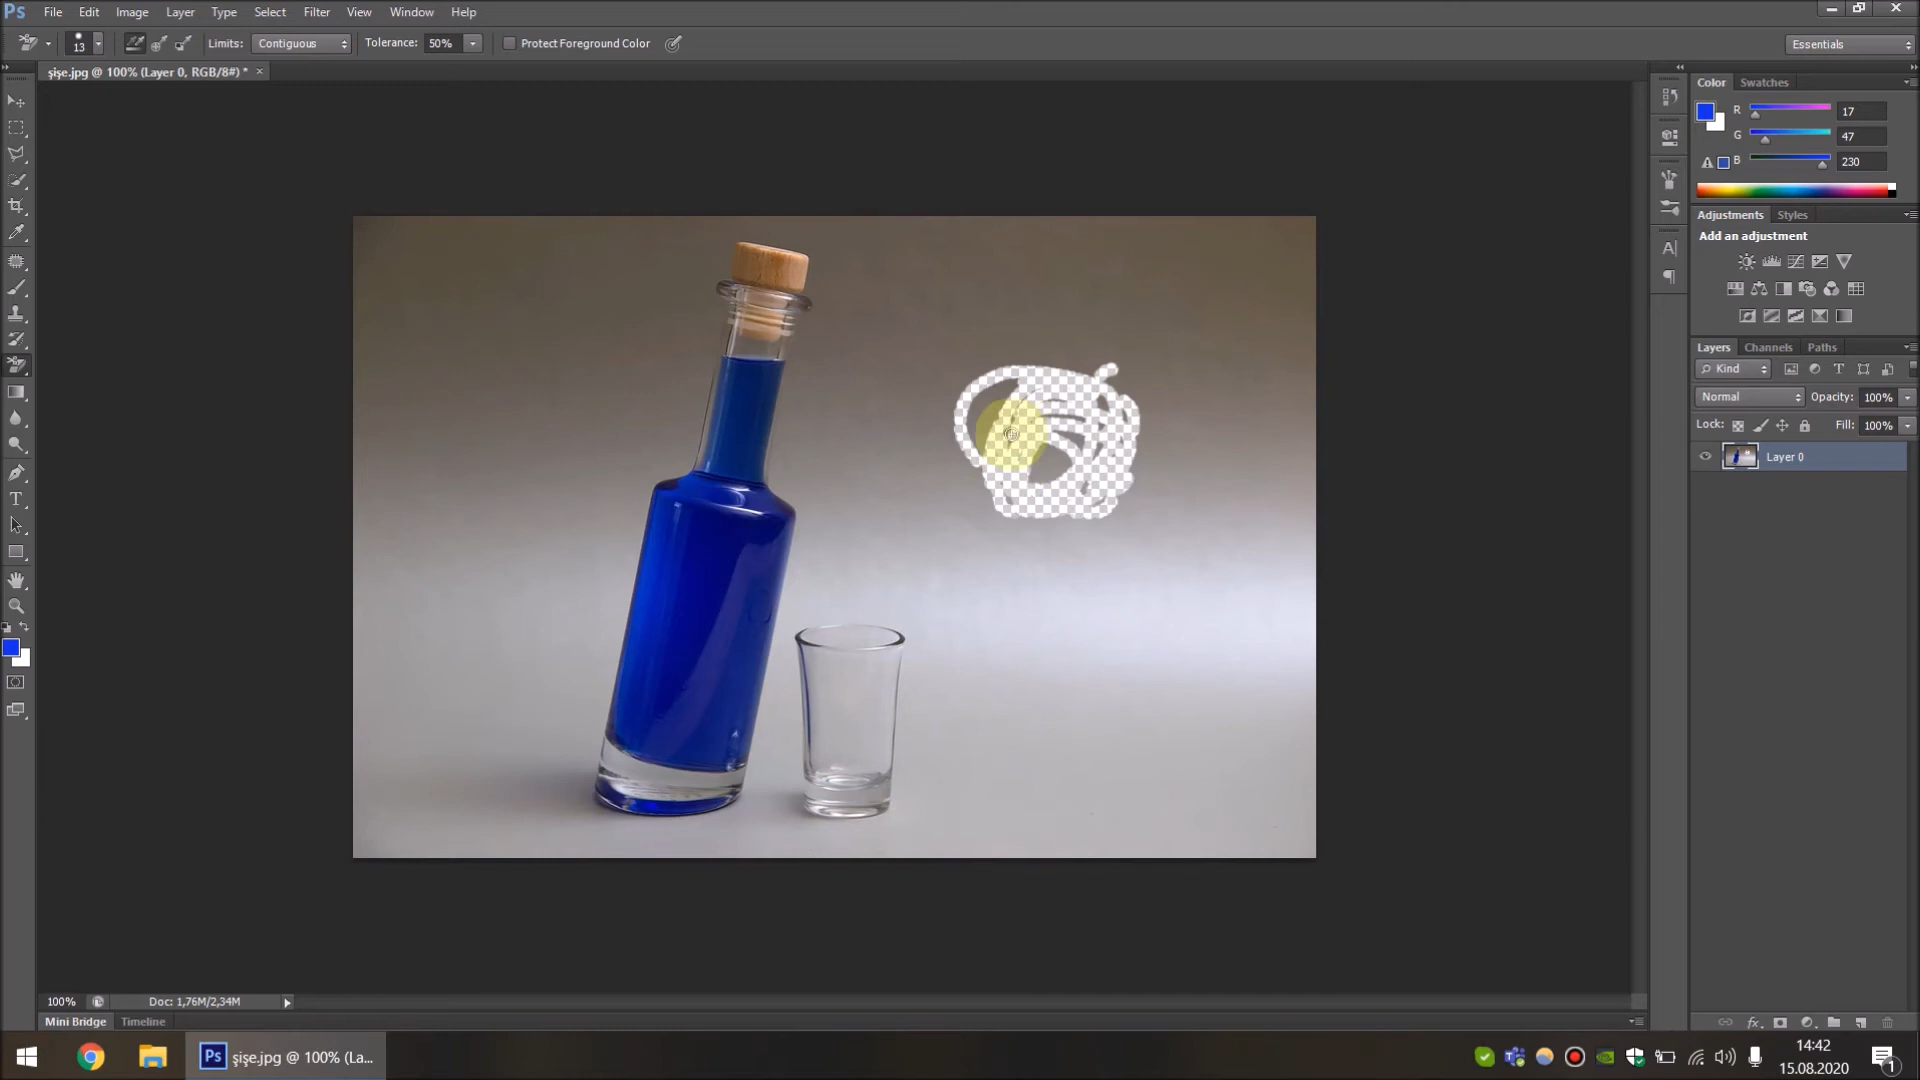 Ps File Edit Image Layer Type Select Filter View Window Help
13 Limits: Contiguous Tolerance: 50% Protect Foreground Color Essentials
şişe.jpg @ 100% (Layer 0, RGB/8#) * ×
Color Swatches
R 17
G 47
B 230
Adjustments Styles
Add an adjustment
Layers Channels Paths
Kind T
Normal Opacity: 100%
Lock: Fill: 100%
Layer 0
100% Doc: 1,76M/2,34M
Mini Bridge Timeline
Ps şişe.jpg @ 100% (La...
14:42
15.08.2020
1